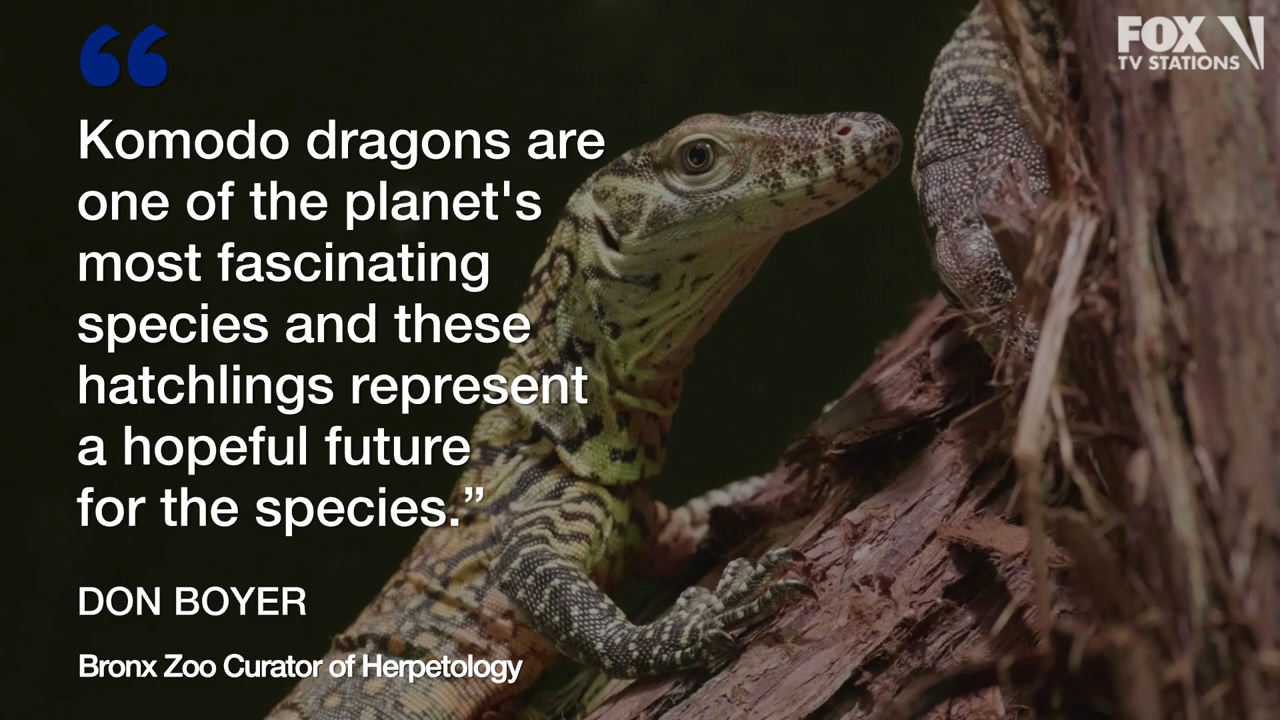 “
Komodo dragons are
one of the planet's
most fascinating
species and these
hatchlings represent
a hopeful future
for the species.”
DON BOYER
Bronx Zoo Curator of Herpetology
FOX
TV STATIONS